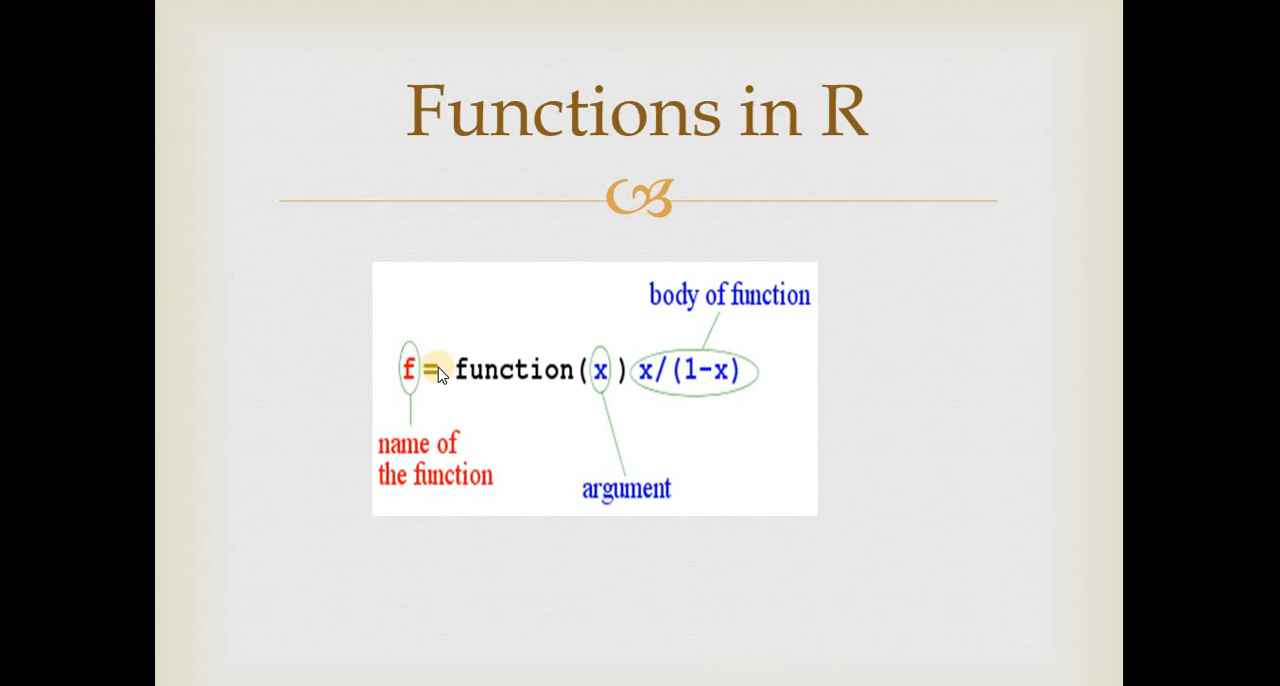 Functions in R
body of function
f = function(x) x/(1-x)
name of
the function
argument